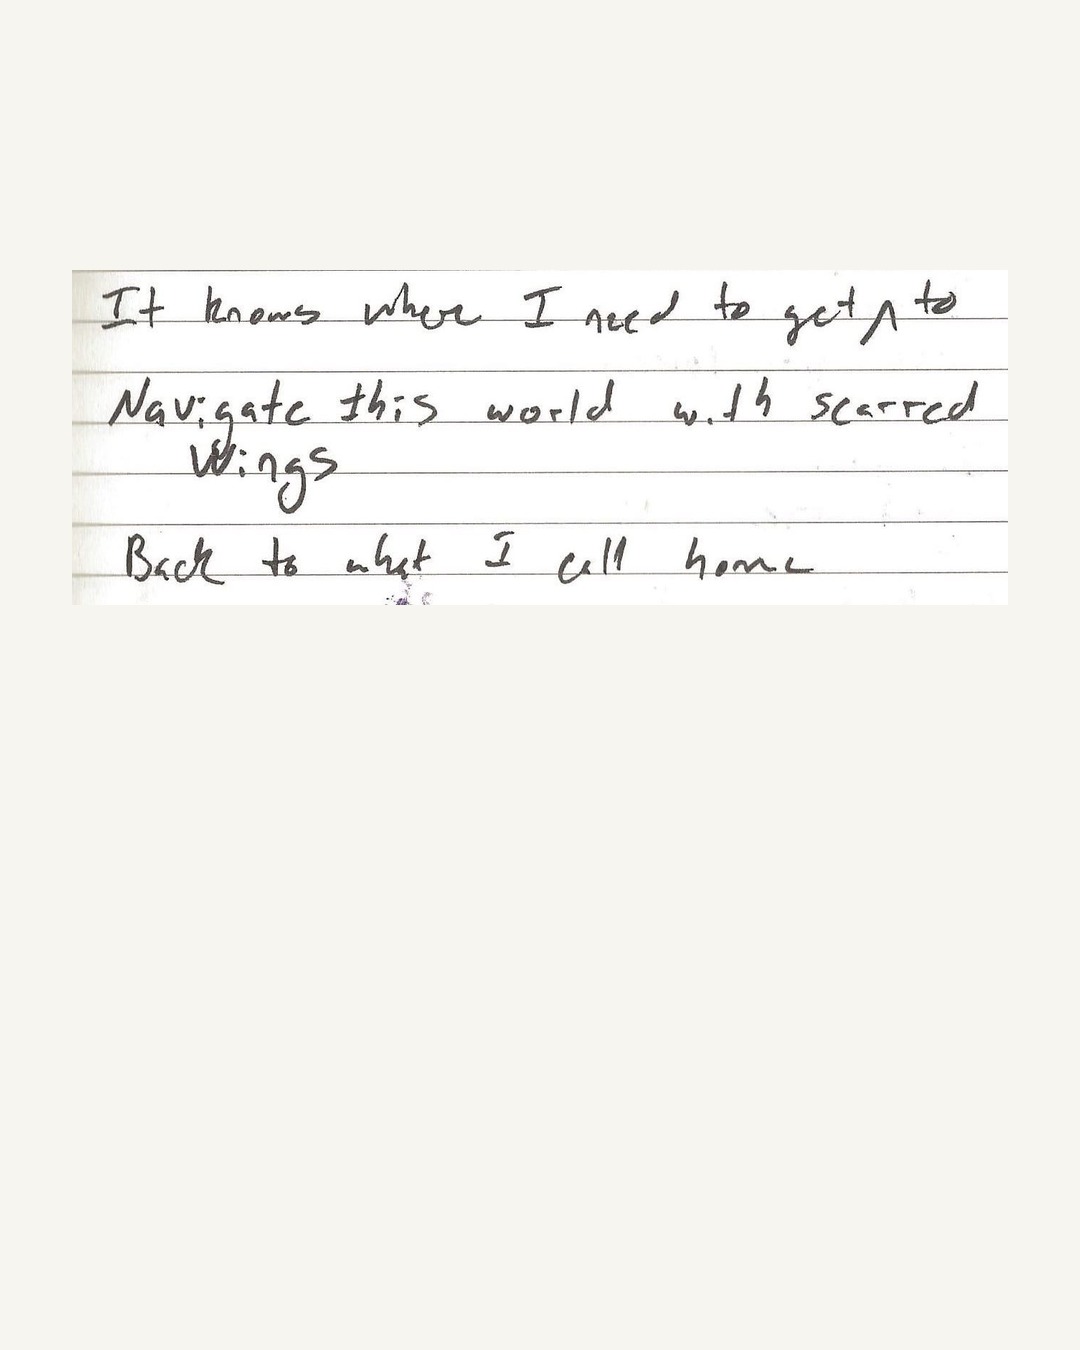 It knows where I need to get ^ to
Navigate this world with scarred
Wings
Back to what I call home